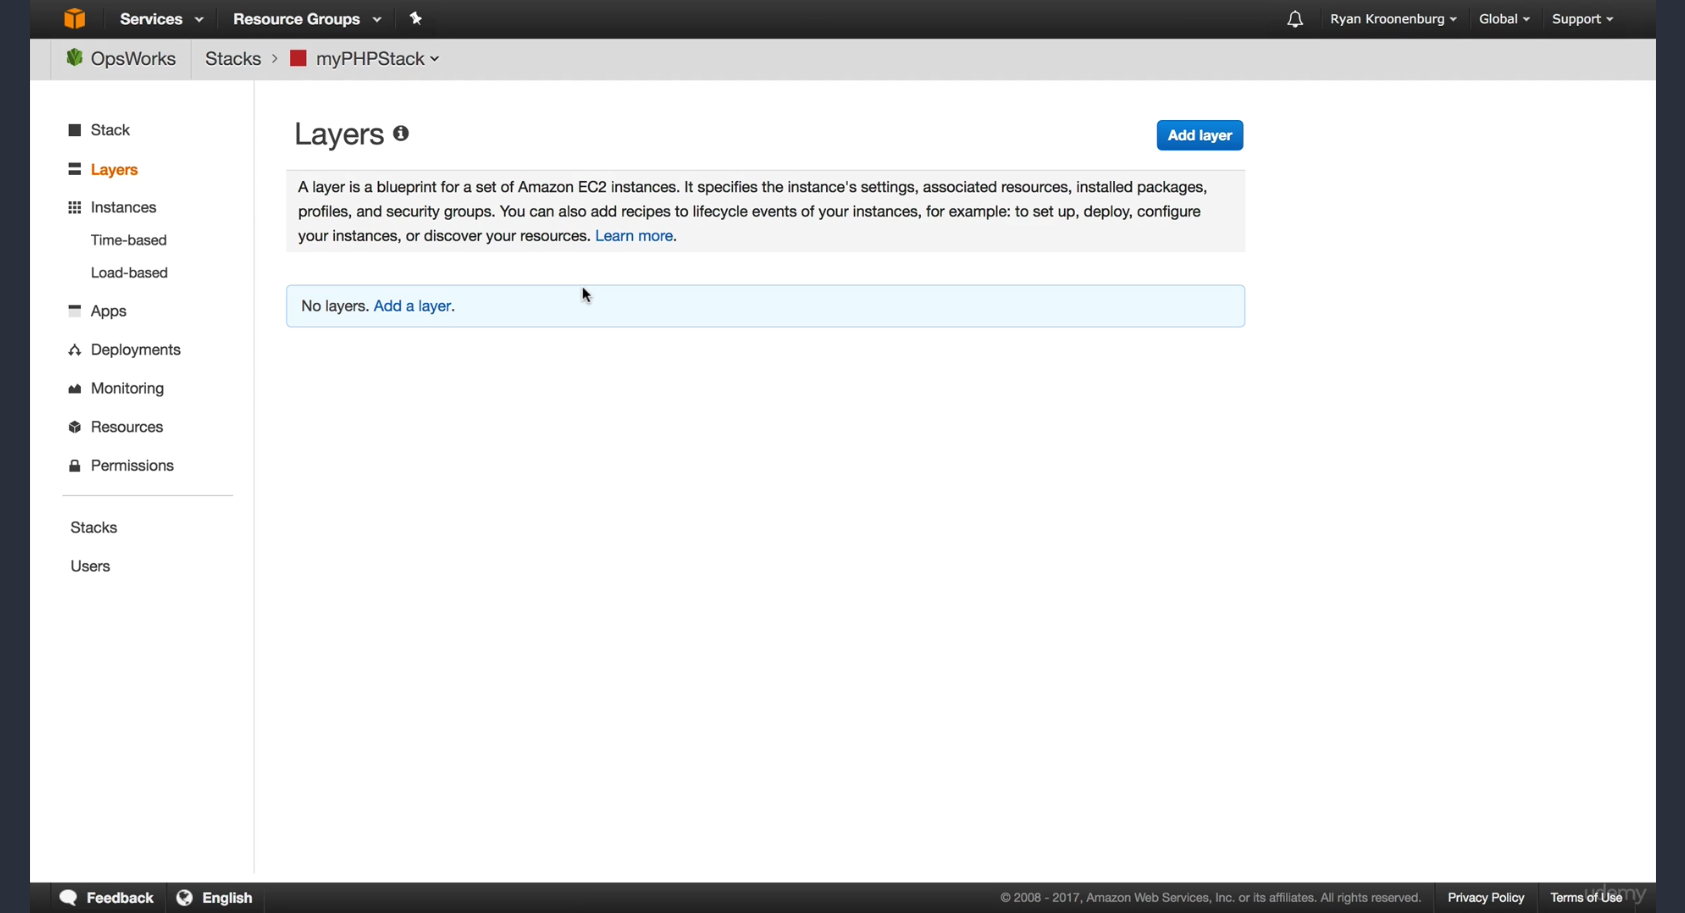 Services Resource Groups Ryan Kroonenburg Global Support
OpsWorks Stacks > myPHPStack
Stack
Layers
Instances
Time-based
Load-based
Apps
Deployments
Monitoring
Resources
Permissions
Stacks
Users
Layers
Add layer
A layer is a blueprint for a set of Amazon EC2 instances. It specifies the instance's settings, associated resources, installed packages,
profiles, and security groups. You can also add recipes to lifecycle events of your instances, for example: to set up, deploy, configure
your instances, or discover your resources. Learn more.
No layers. Add a layer.
Feedback English © 2008 - 2017, Amazon Web Services, Inc. or its affiliates. All rights reserved. Privacy Policy Terms of Use
udemy